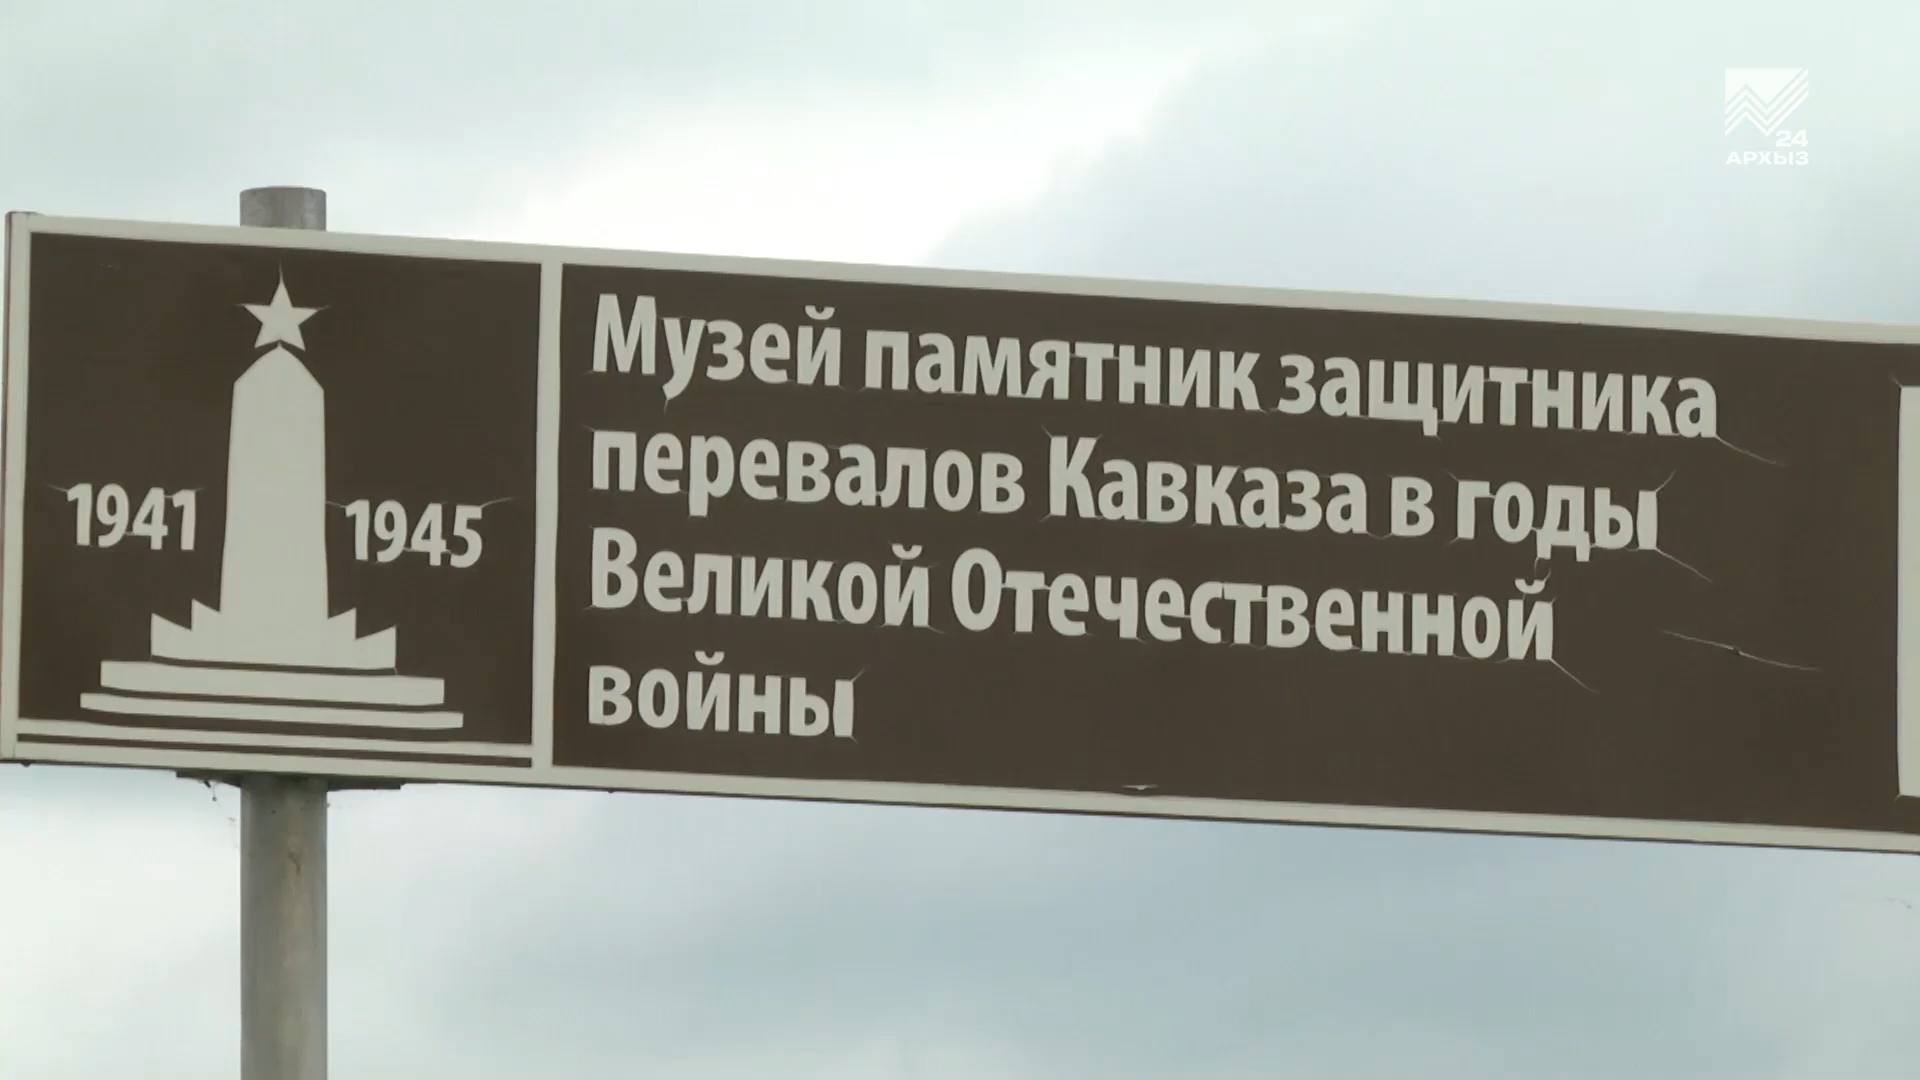 24
АРХЫЗ
Музей памятник защитника
перевалов Кавказа в годы
Великой Отечественной
войны
1941
1945